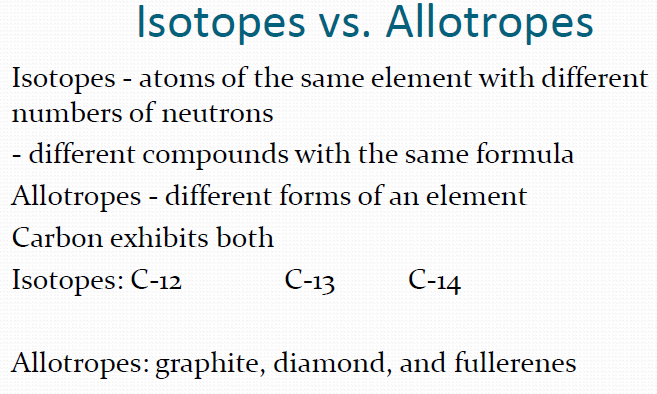 Isotopes vs. Allotropes
Isotopes - atoms of the same element with different
numbers of neutrons
- different compounds with the same formula
Allotropes - different forms of an element
Carbon exhibits both
Isotopes: C-12 C-13 C-14
Allotropes: graphite, diamond, and fullerenes